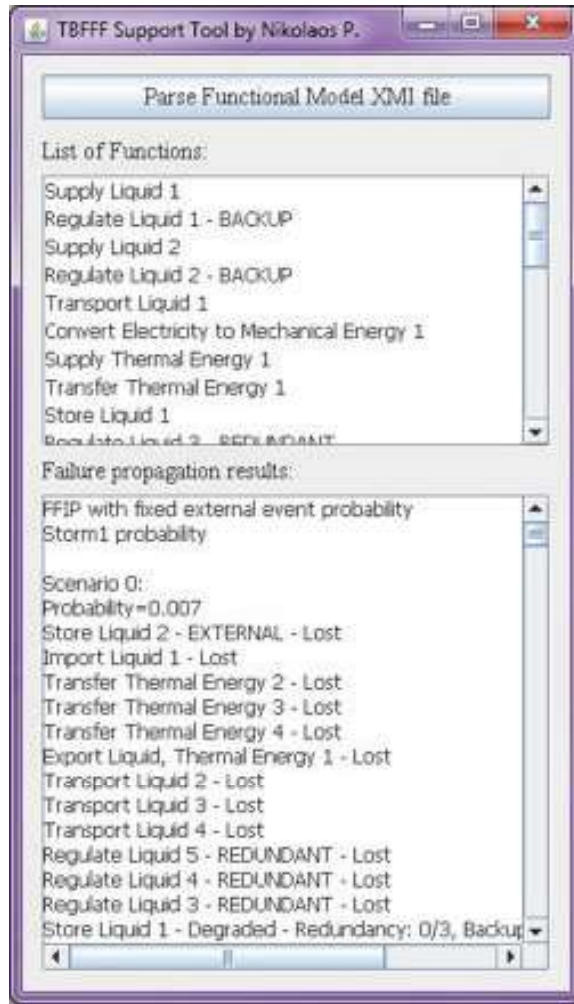 TBFFF Support Tool by Nikolaos P.
Parse Functional Model XMI file
List of Functions:
Supply Liquid 1
Regulate Liquid 1 - BACKUP
Supply Liquid 2
Regulate Liquid 2 - BACKUP
Transport Liquid 1
Convert Electricity to Mechanical Energy 1
Supply Thermal Energy 1
Transfer Thermal Energy 1
Store Liquid 1
Regulate Liquid 3 - REDUNDANT
Failure propagation results:
FFIP with fixed external event probability
Storm1 probability
Scenario 0:
Probability=0.007
Store Liquid 2 - EXTERNAL - Lost
Import Liquid 1 - Lost
Transfer Thermal Energy 2 - Lost
Transfer Thermal Energy 3 - Lost
Transfer Thermal Energy 4 - Lost
Export Liquid, Thermal Energy 1 - Lost
Transport Liquid 2 - Lost
Transport Liquid 3 - Lost
Transport Liquid 4 - Lost
Regulate Liquid 5 - REDUNDANT - Lost
Regulate Liquid 4 - REDUNDANT - Lost
Regulate Liquid 3 - REDUNDANT - Lost
Store Liquid 1 - Degraded - Redundancy: 0/3, Backup